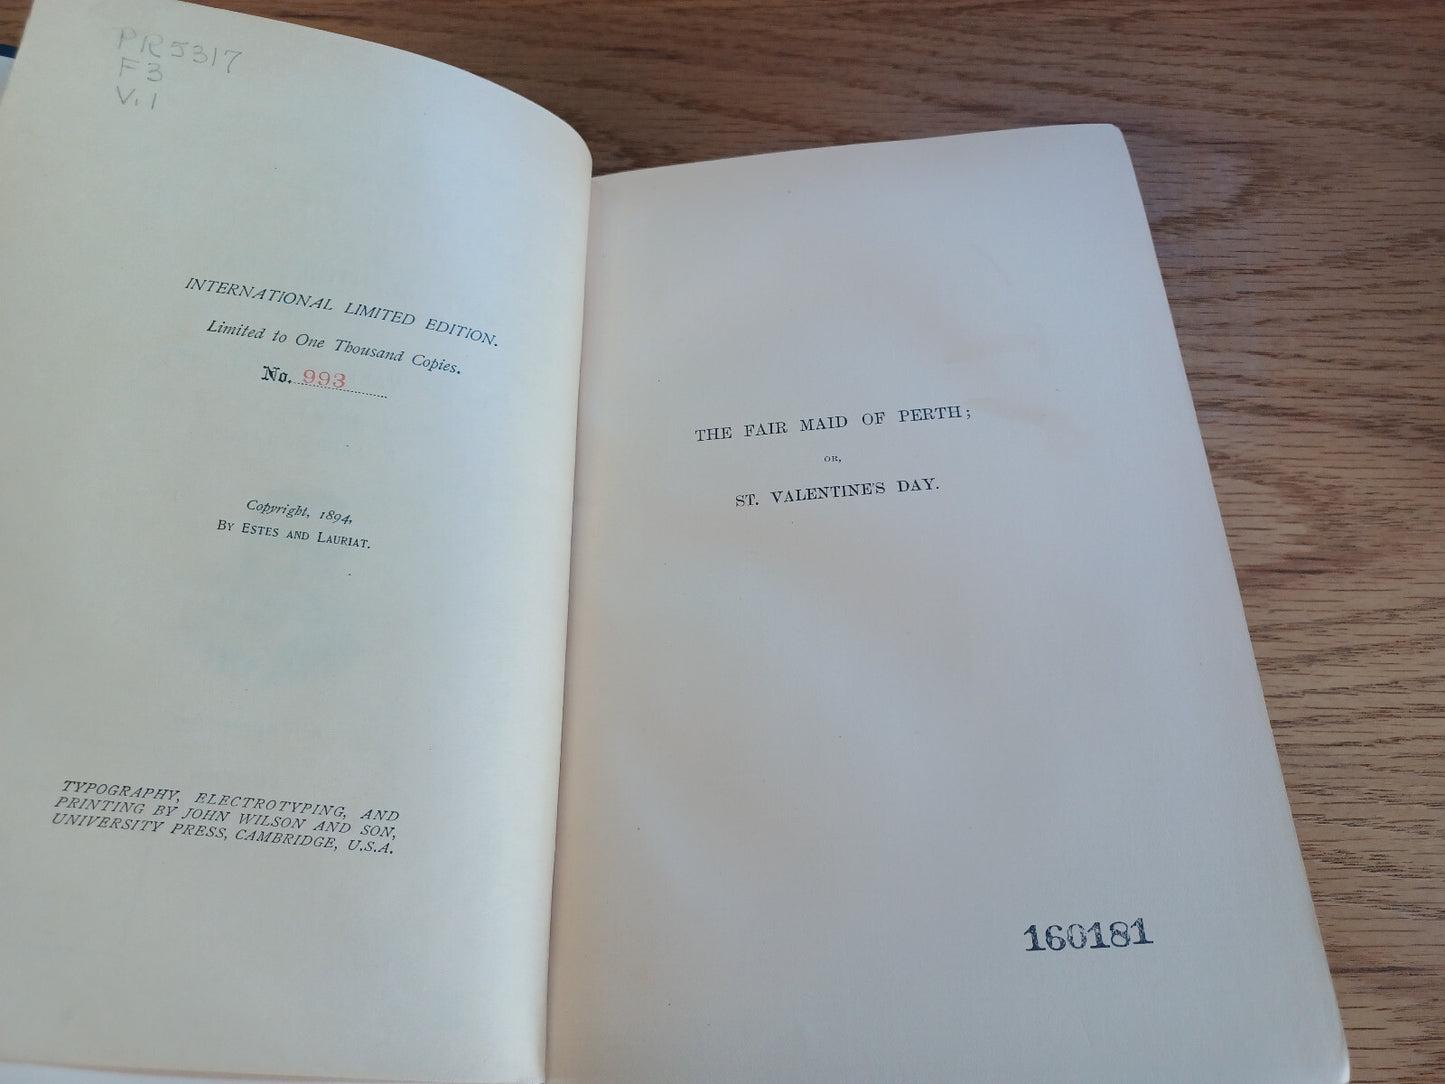 PR5317
F3
V.1
INTERNATIONAL LIMITED EDITION.
Limited to One Thousand Copies.
No. 993
Copyright, 1894,
BY ESTES AND LAURIAT.
TYPOGRAPHY, ELECTROTYPING, AND
PRINTING BY JOHN WILSON AND SON,
UNIVERSITY PRESS, CAMBRIDGE, U.S.A.
THE FAIR MAID OF PERTH;
OR,
ST. VALENTINE'S DAY.
160181